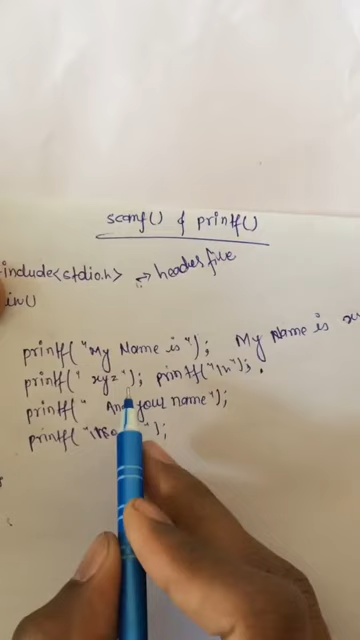 scanf() & printf()
include<stdio.h> ↔ header file
printf("My Name is"); My Name is
printf(" xyz"); printf("\n");
printf(" your name");
printf(" ");